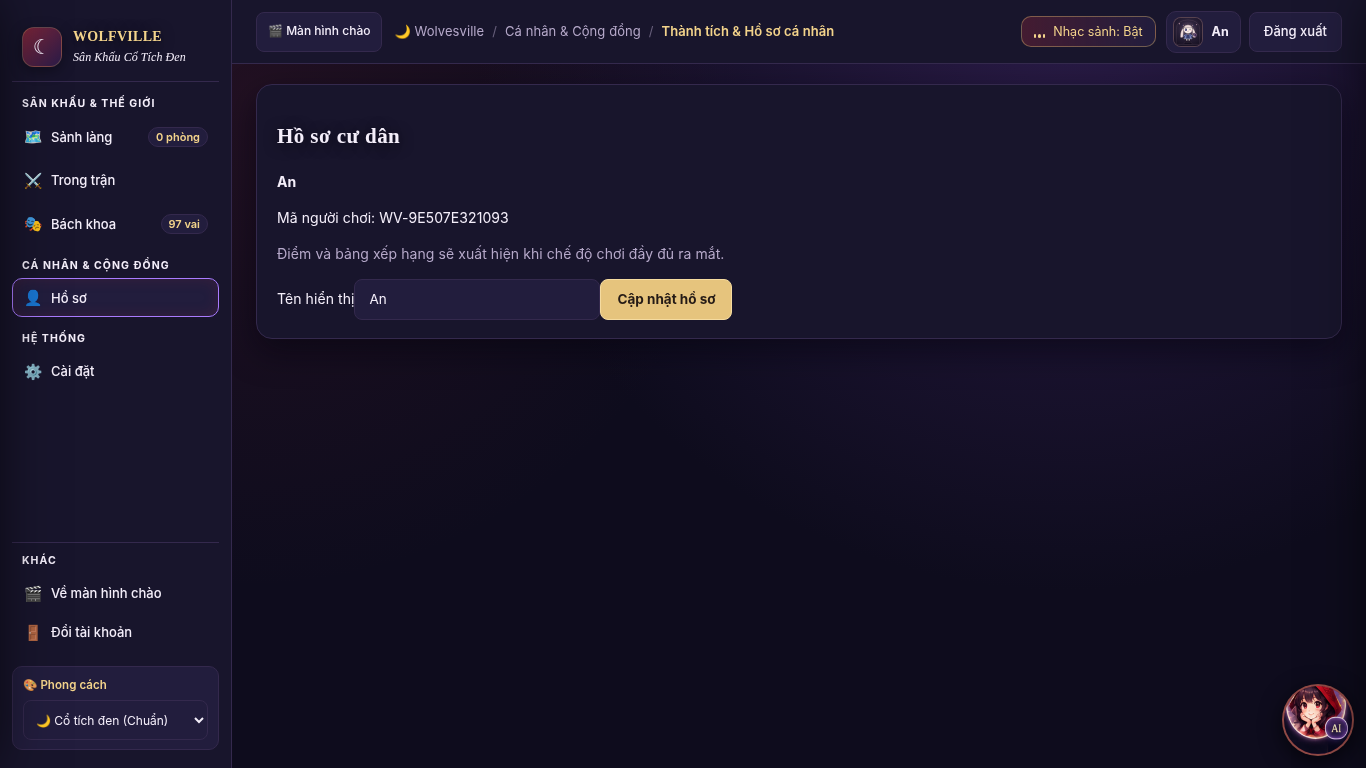 WOLFVILLE
Sân Khấu Cổ Tích Đen
SÂN KHẤU & THẾ GIỚI
Sảnh làng
0 phòng
Trong trận
Bách khoa
97 vai
CÁ NHÂN & CỘNG ĐỒNG
Hồ sơ
HỆ THỐNG
Cài đặt
KHÁC
Về màn hình chào
Đổi tài khoản
Phong cách
Cổ tích đen (Chuẩn)
Màn hình chào
Wolvesville / Cá nhân & Cộng đồng / Thành tích & Hồ sơ cá nhân
Nhạc sảnh: Bật
An
Đăng xuất
Hồ sơ cư dân
An
Mã người chơi: WV-9E507E321093
Điểm và bảng xếp hạng sẽ xuất hiện khi chế độ chơi đầy đủ ra mắt.
Tên hiển thị
An
Cập nhật hồ sơ
AI